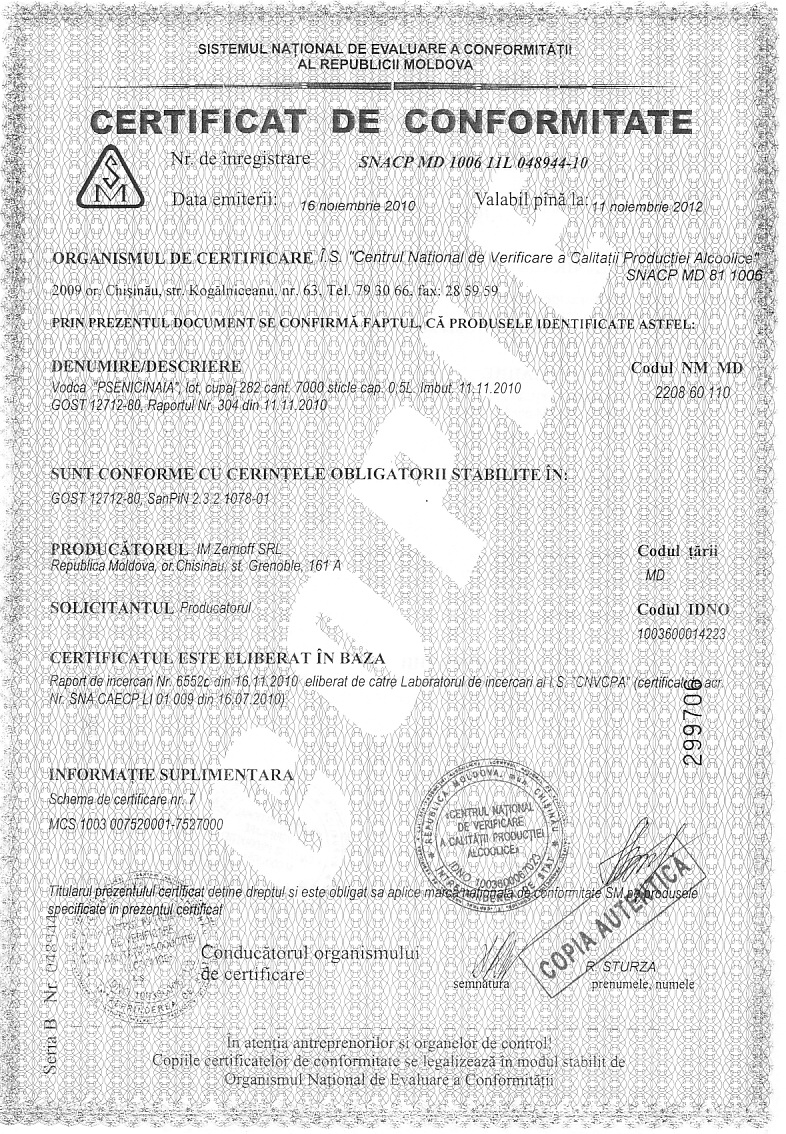 SISTEMUL NAȚIONAL DE EVALUARE A CONFORMITĂȚII
AL REPUBLICII MOLDOVA
CERTIFICAT DE CONFORMITATE
SM
Nr. de înregistrare SNACP MD 1006 11L 048944-10
Data emiterii: 16 noiembrie 2010 Valabil pînă la: 11 noiembrie 2012
ORGANISMUL DE CERTIFICARE Î.S. "Centrul National de Verificare a Calitatii Producției Alcoolice"
SNACP MD 81 1006
2009 or. Chișinău, str. Kogălniceanu, nr. 63, Tel. 79 30 66, fax: 28 59 59
PRIN PREZENTUL DOCUMENT SE CONFIRMĂ FAPTUL, CĂ PRODUSELE IDENTIFICATE ASTFEL:
DENUMIRE/DESCRIERE Codul NM MD
Vodca "PSENICINAIA", lot, cupaj 282 cant. 7000 sticle cap. 0,5L. Imbut. 11.11.2010 2208 60 110
GOST 12712-80, Raportul Nr. 304 din 11.11.2010
SUNT CONFORME CU CERINȚELE OBLIGATORII STABILITE ÎN:
GOST 12712-80, SanPiN 2.3.2.1078-01
PRODUCĂTORUL IM Zernoff SRL Codul țării
Republica Moldova, or.Chisinau, st. Grenoble, 161 A MD
SOLICITANTUL Producatorul Codul IDNO
1003600014223
CERTIFICATUL ESTE ELIBERAT ÎN BAZA
Raport de incercari Nr. 6552c din 16.11.2010 eliberat de catre Laboratorul de incercari al I.S. "CNVCPA" (certificat de acr.
Nr. SNA CAECP LI 01 009 din 16.07.2010)
299706
INFORMAȚIE SUPLIMENTARA
Schema de certificare nr. 7
MCS 1003 007520001-7527000
REPUBLICA MOLDOVA, mun. CHIȘINĂU
«CENTRUL NAȚIONAL
DE VERIFICARE
A CALITĂȚII PRODUCȚIEI
ALCOOLICE»
IDNO 1003600067023
ÎNTREPRINDEREA DE STAT
Titularul prezentului certificat detine dreptul si este obligat sa aplice marca nationala de conformitate SM pe produsele
specificate in prezentul certificat
COPIA AUTENTICĂ
Conducătorul organismului
de certificare
semnătura
R. STURZA
prenumele, numele
Seria B Nr 048944
În atenția antreprenorilor și organelor de control!
Copiile certificatelor de conformitate se legalizează în modul stabilit de
Organismul Național de Evaluare a Conformității
COPIE